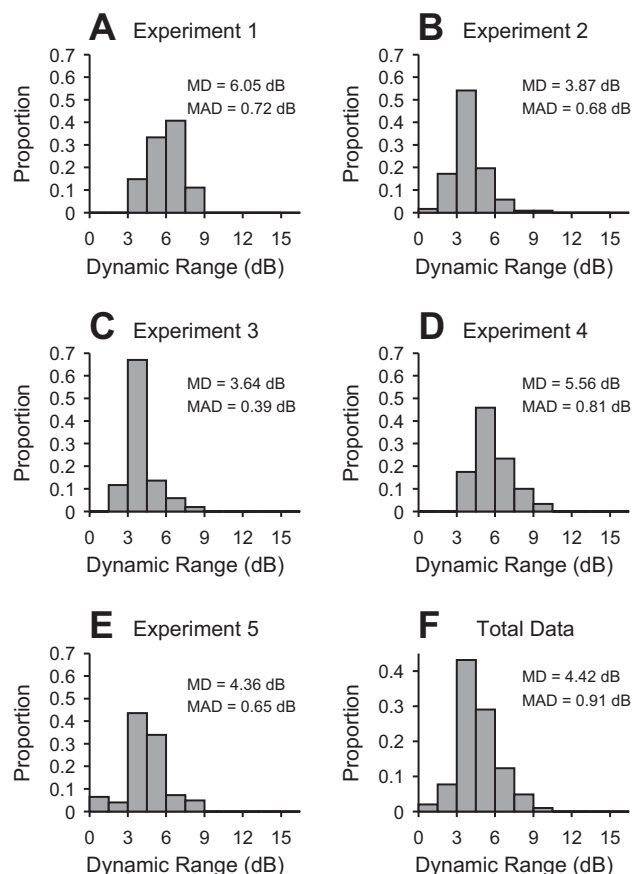 A Experiment 1
0.7
0.6
0.5
0.4
0.3
0.2
0.1
0
Proportion
MD = 6.05 dB
MAD = 0.72 dB
0 3 6 9 12 15
Dynamic Range (dB)
B Experiment 2
0.7
0.6
0.5
0.4
0.3
0.2
0.1
0
Proportion
MD = 3.87 dB
MAD = 0.68 dB
0 3 6 9 12 15
Dynamic Range (dB)
C Experiment 3
0.7
0.6
0.5
0.4
0.3
0.2
0.1
0
Proportion
MD = 3.64 dB
MAD = 0.39 dB
0 3 6 9 12 15
Dynamic Range (dB)
D Experiment 4
0.7
0.6
0.5
0.4
0.3
0.2
0.1
0
Proportion
MD = 5.56 dB
MAD = 0.81 dB
0 3 6 9 12 15
Dynamic Range (dB)
E Experiment 5
0.7
0.6
0.5
0.4
0.3
0.2
0.1
0
Proportion
MD = 4.36 dB
MAD = 0.65 dB
0 3 6 9 12 15
Dynamic Range (dB)
F Total Data
0.4
0.3
0.2
0.1
0
Proportion
MD = 4.42 dB
MAD = 0.91 dB
0 3 6 9 12 15
Dynamic Range (dB)